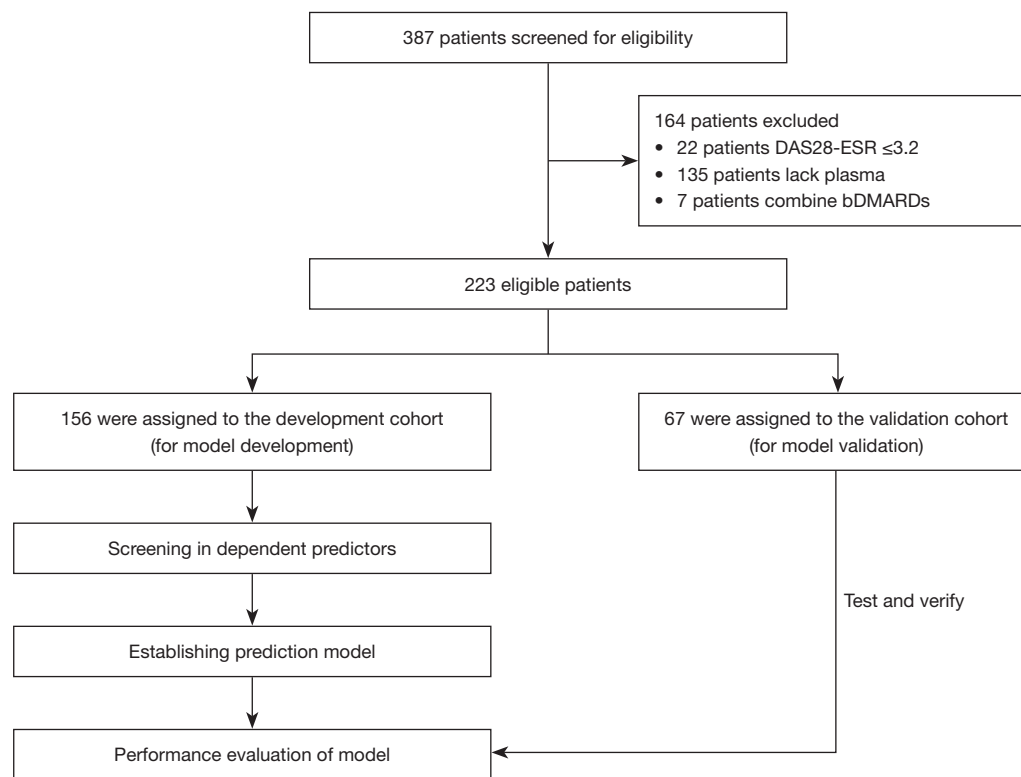 387 patients screened for eligibility
164 patients excluded
• 22 patients DAS28-ESR ≤3.2
• 135 patients lack plasma
• 7 patients combine bDMARDs
223 eligible patients
156 were assigned to the development cohort
(for model development)
67 were assigned to the validation cohort
(for model validation)
Screening in dependent predictors
Test and verify
Establishing prediction model
Performance evaluation of model